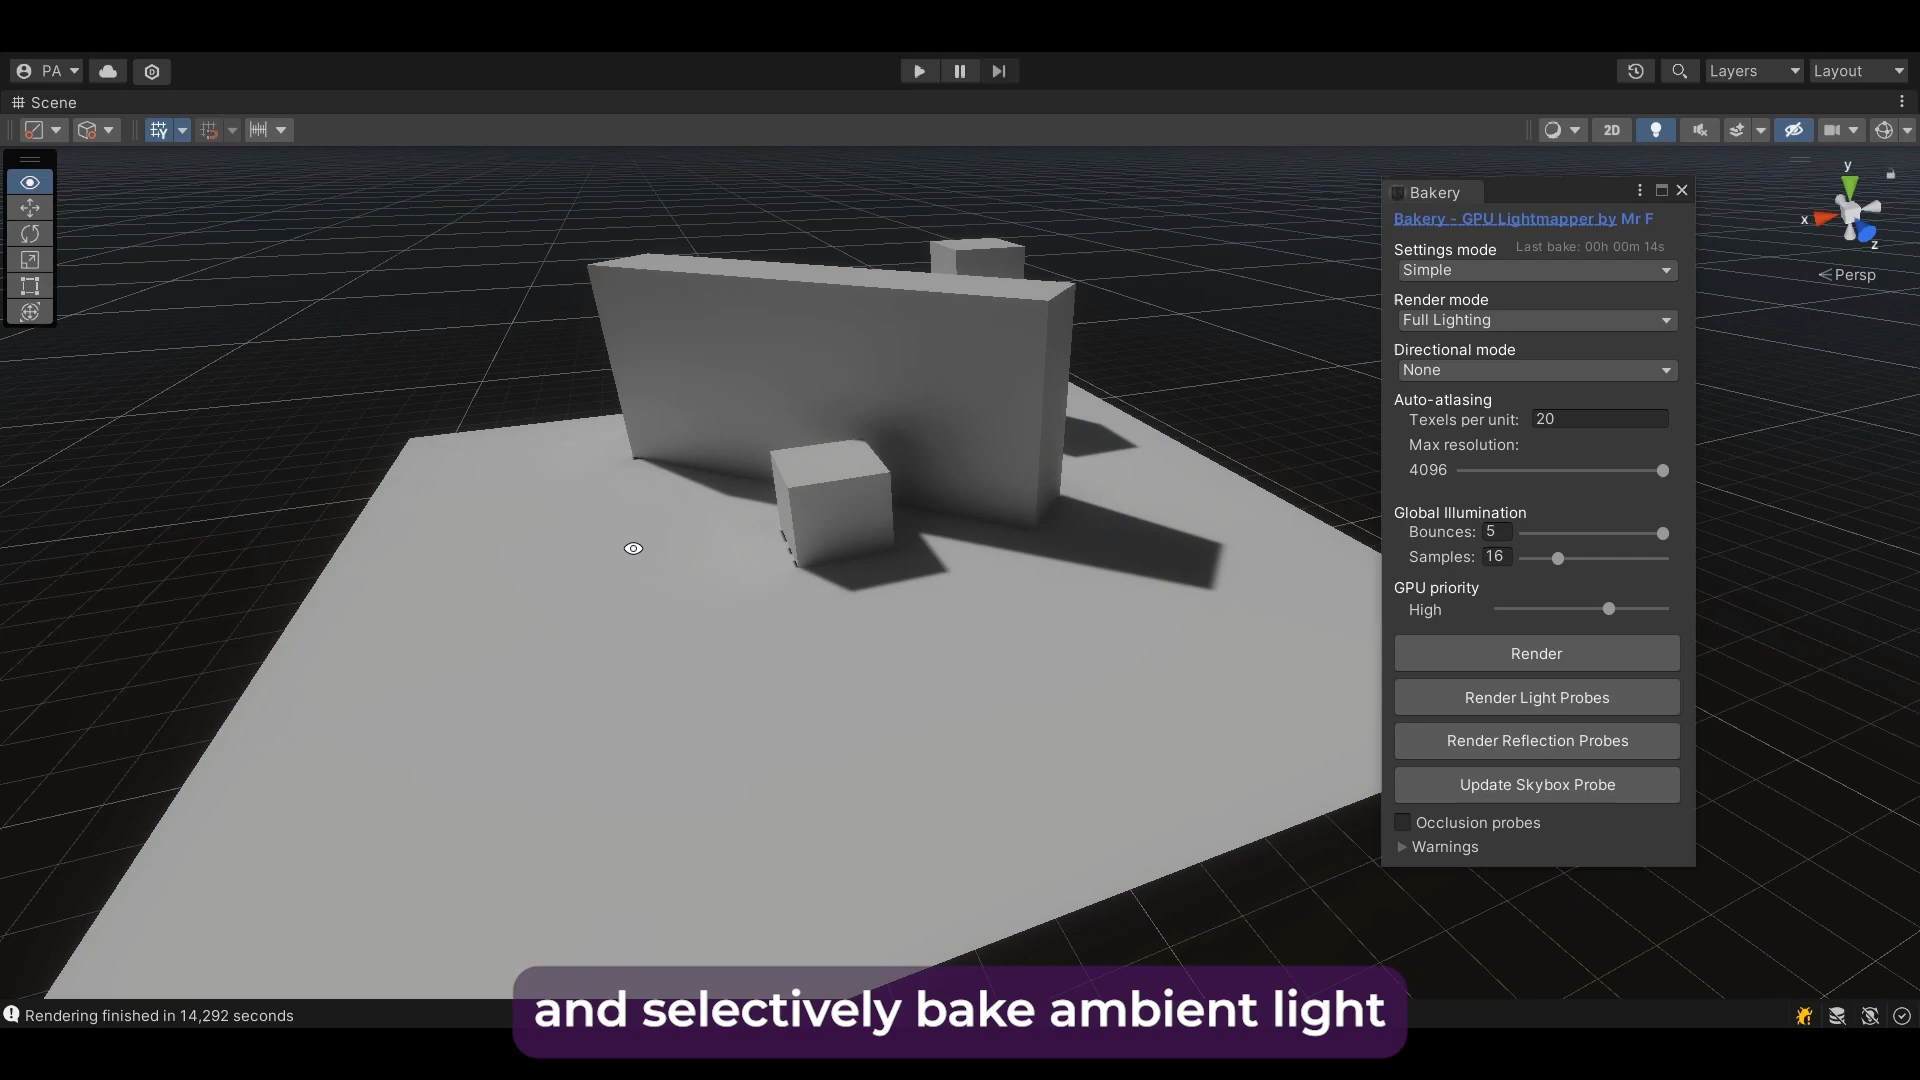 PA
Layers
Layout
Scene
2D
y
x
z
Persp
Bakery
Bakery - GPU Lightmapper by Mr F
Settings mode
Last bake: 00h 00m 14s
Simple
Render mode
Full Lighting
Directional mode
None
Auto-atlasing
Texels per unit: 20
Max resolution:
4096
Global Illumination
Bounces: 5
Samples: 16
GPU priority
High
Render
Render Light Probes
Render Reflection Probes
Update Skybox Probe
Occlusion probes
Warnings
and selectively bake ambient light
Rendering finished in 14,292 seconds